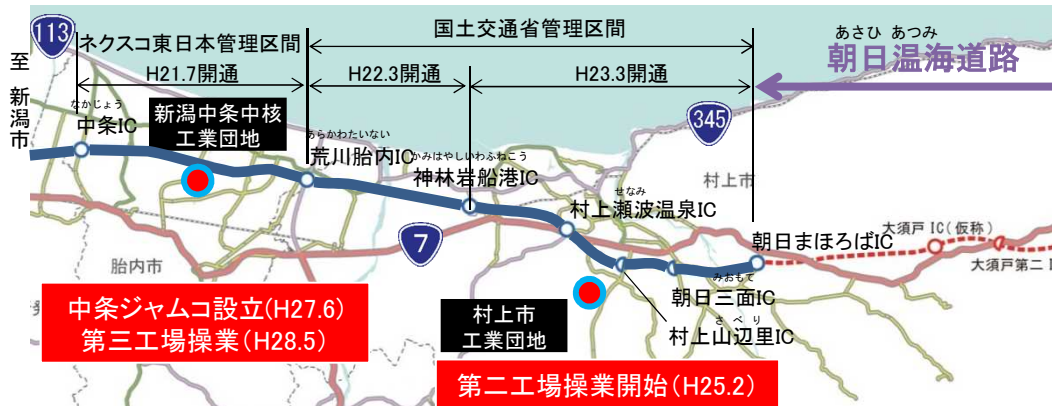 113
至
新
潟
市
ネクスコ東日本管理区間
国土交通省管理区間
H21.7開通
H22.3開通
H23.3開通
あさひ あつみ
朝日温海道路
なかじょう
中条IC
新潟中条中核
工業団地
あらかわたいない
荒川胎内IC
かみはやしいわふねこう
神林岩船港IC
345
村上市
せなみ
村上瀬波温泉IC
7
胎内市
朝日まほろばIC
大須戸 IC(仮称)
大須戸第二 I
みおもて
朝日三面IC
さべり
村上山辺里IC
中条ジャムコ設立(H27.6)
第三工場操業(H28.5)
村上市
工業団地
第二工場操業開始(H25.2)